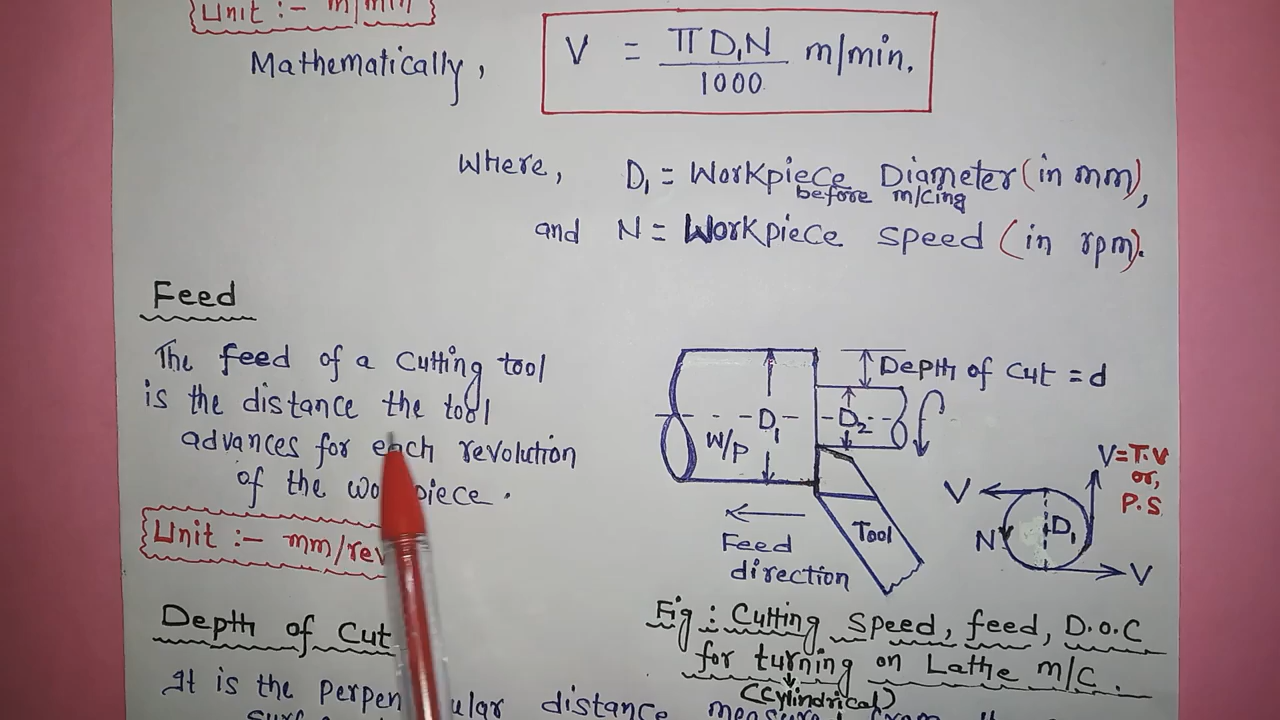 Unit :- m/min
Mathematically,
V = πD₁N/1000 m/min.
Where, D₁ = Workpiece Diameter (in mm),
before m/cing
and N = Workpiece speed (in rpm).
Feed
The feed of a cutting tool
is the distance the tool
advances for each revolution
of the workpiece.
Unit :- mm/rev
Depth of cut = d
D₁
D₂
W/P
Tool
Feed
direction
V=T.V
or,
P.S
V
N
D₁
V
Fig : Cutting speed, feed, D.O.C
for turning on Lathe m/c.
(Cylindrical)
Depth of Cut
It is the perpendicular distance measured from